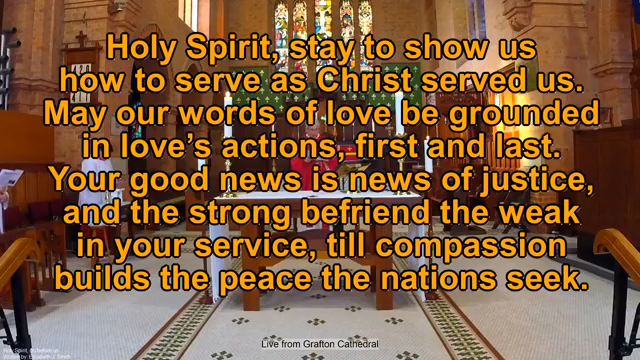 Holy Spirit, stay to show us
how to serve as Christ served us.
May our words of love be grounded
in love's actions, first and last.
Your good news is news of justice,
and the strong befriend the weak
in your service, till compassion
builds the peace the nations seek.
Live from Grafton Cathedral